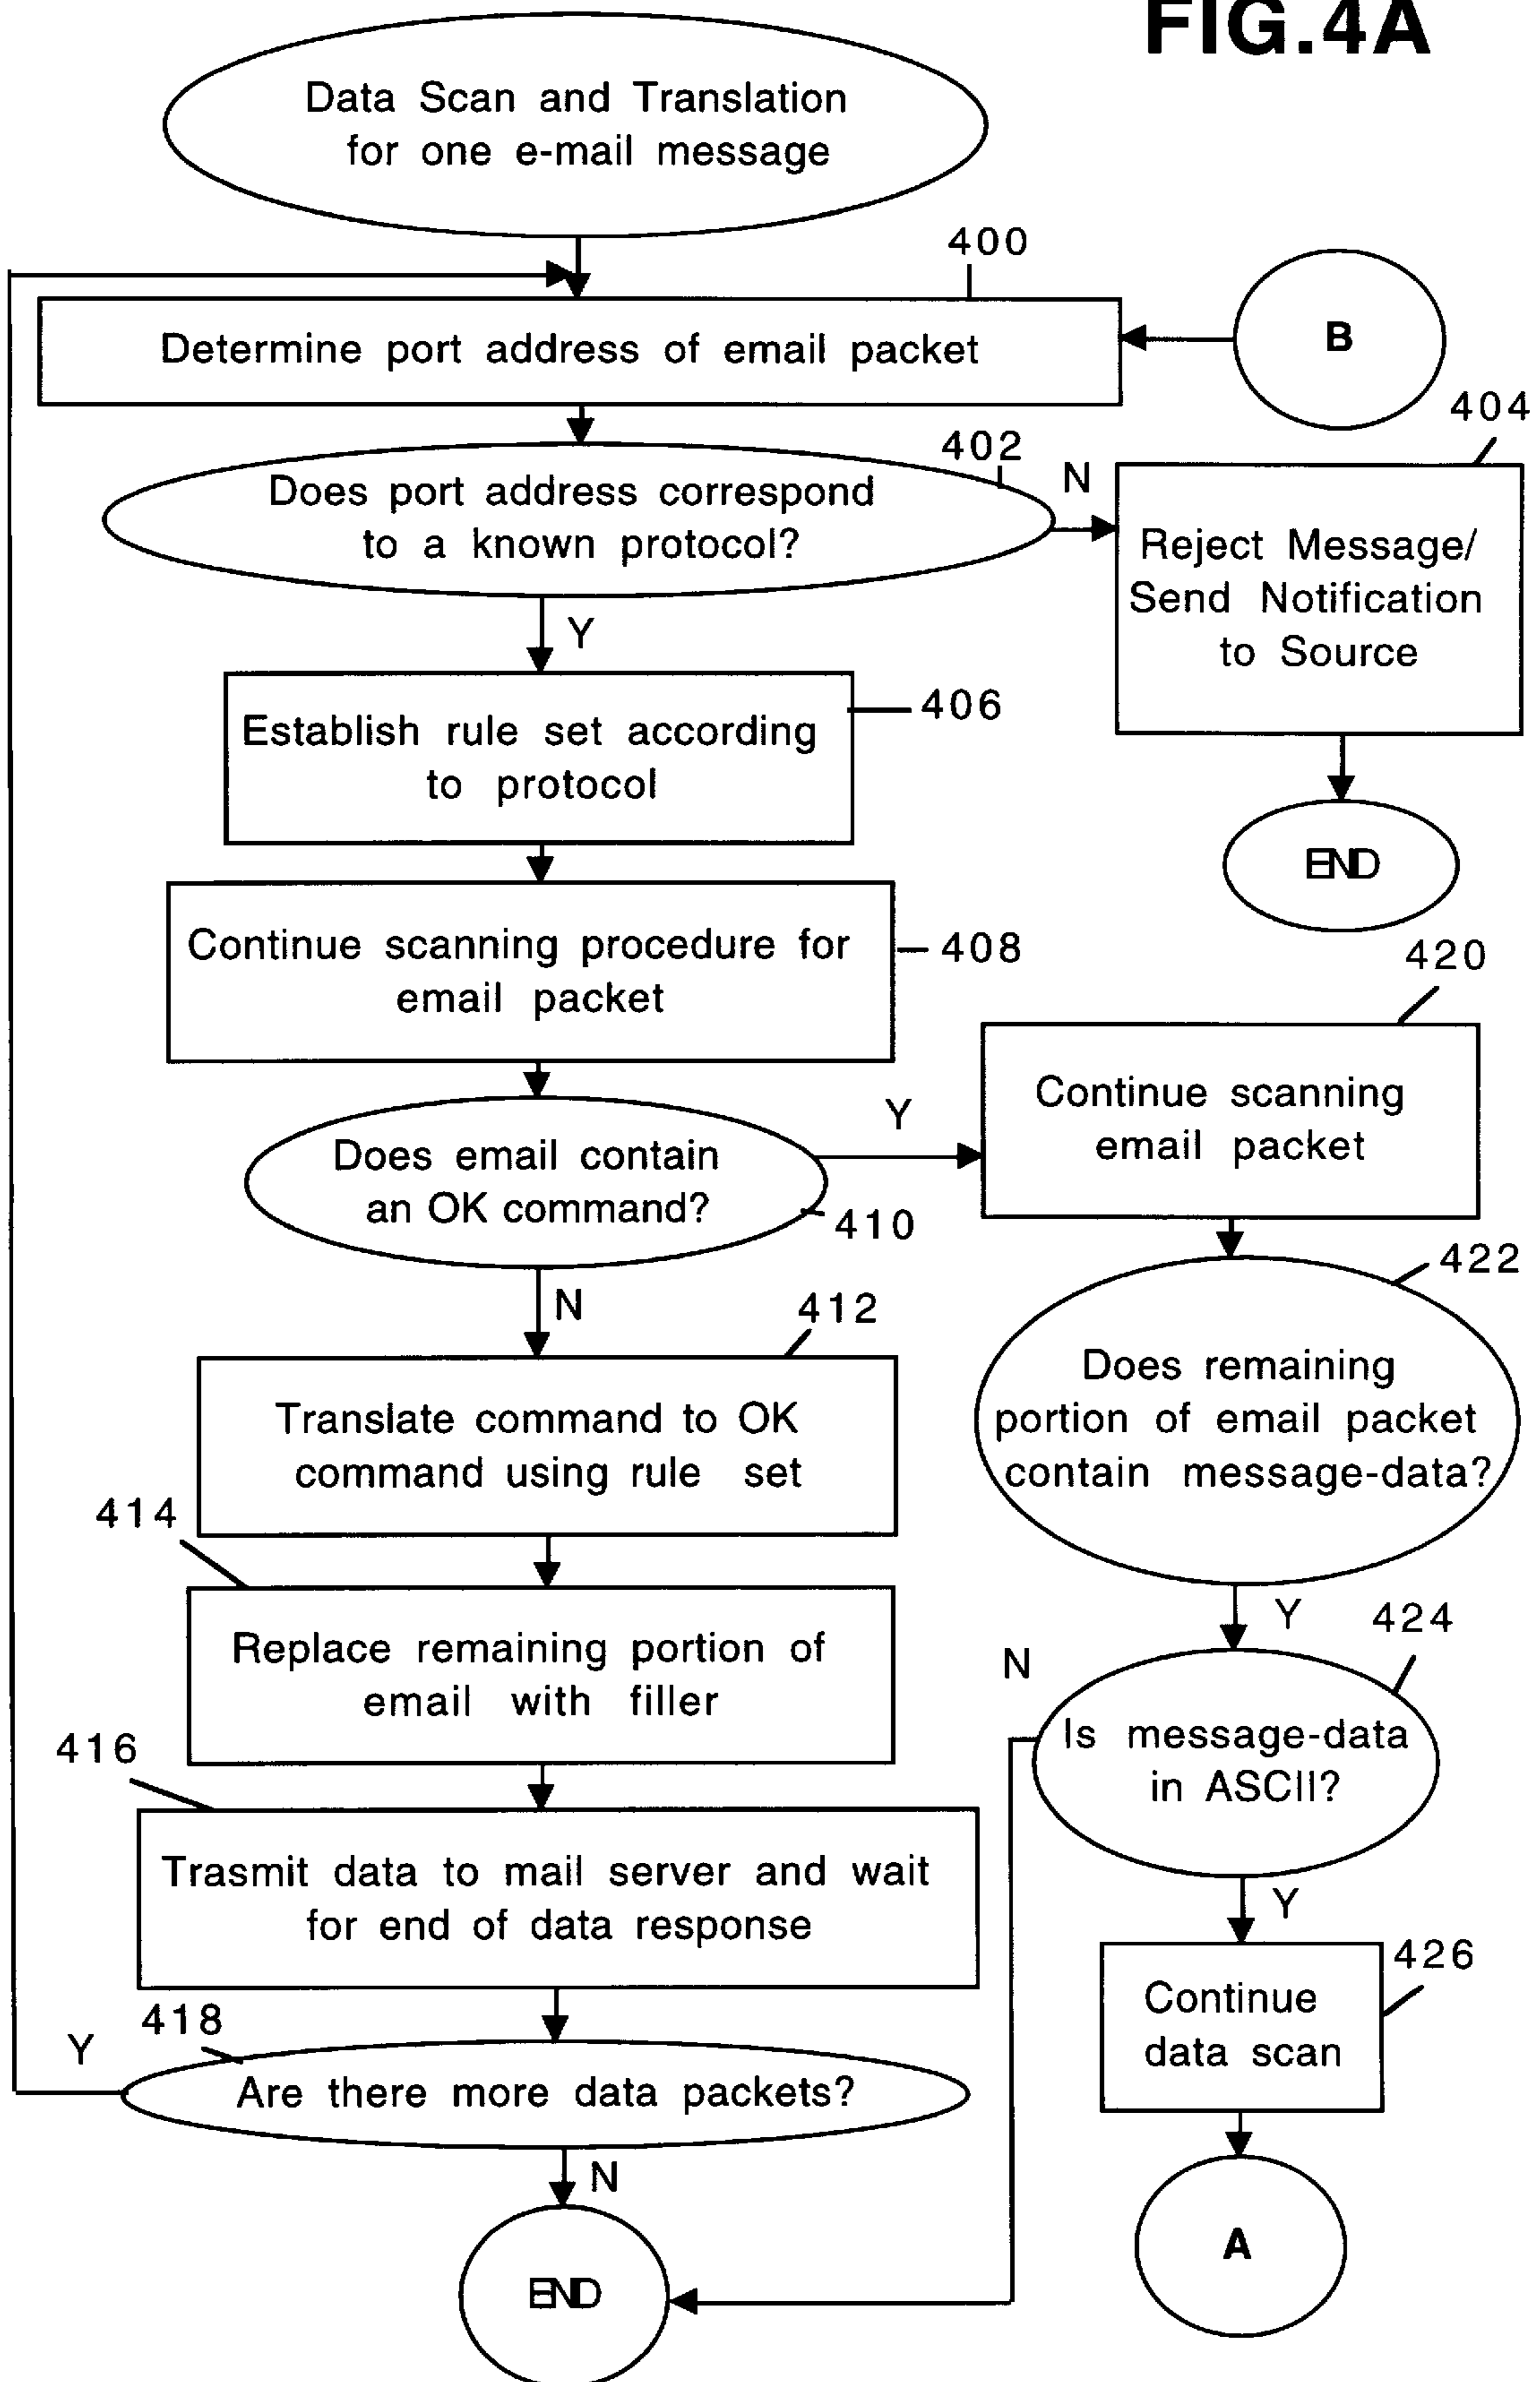 FIG.4A
Data Scan and Translation
for one e-mail message
400
Determine port address of email packet
B
402
Does port address correspond
to a known protocol?
N
404
Reject Message/
Send Notification
to Source
END
Y
406
Establish rule set according
to protocol
Continue scanning procedure for
email packet
408
Does email contain
an OK command?
410
Y
420
Continue scanning
email packet
422
Does remaining
portion of email packet
contain message-data?
N
412
Translate command to OK
command using rule set
414
Replace remaining portion of
email with filler
Y
424
N
Is message-data
in ASCII?
416
Trasmit data to mail server and wait
for end of data response
Y
426
Continue
data scan
418
Y
Are there more data packets?
N
END
A